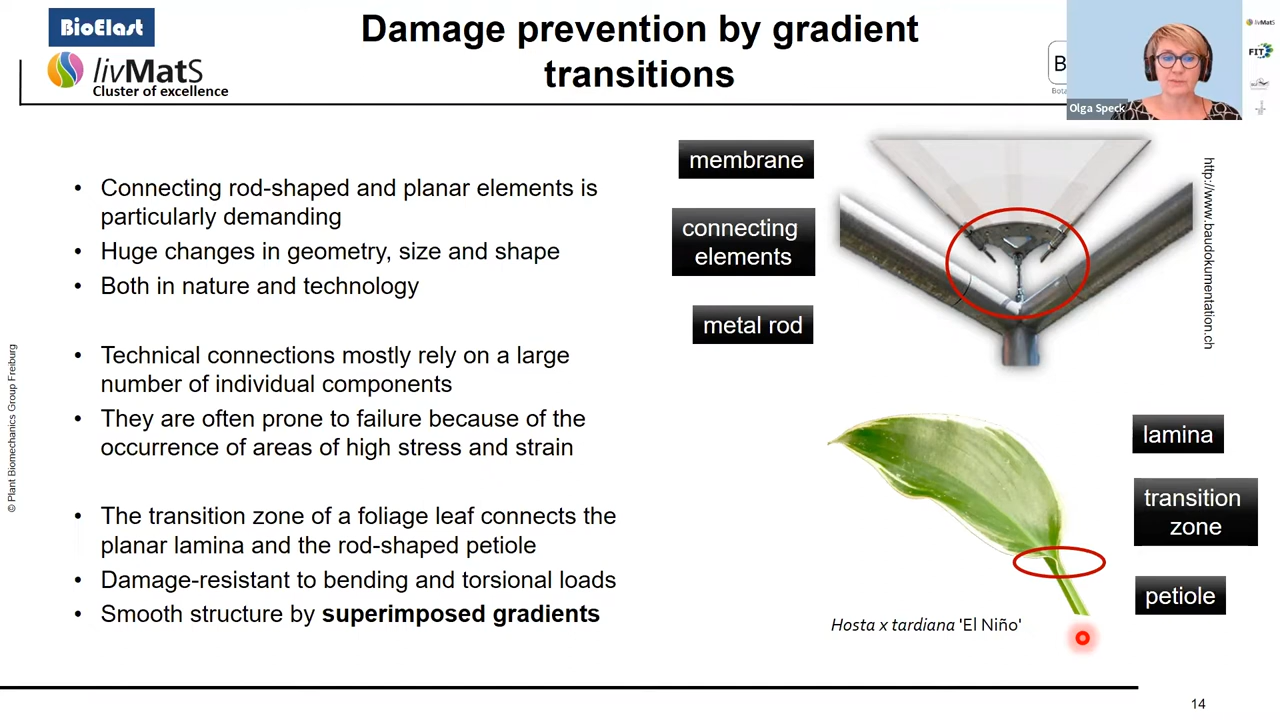 BioElast
livMatS
Cluster of excellence
Damage prevention by gradient
transitions
B
Olga Speck
livMatS
FIT
• Connecting rod-shaped and planar elements is
particularly demanding
• Huge changes in geometry, size and shape
• Both in nature and technology
• Technical connections mostly rely on a large
number of individual components
• They are often prone to failure because of the
occurrence of areas of high stress and strain
• The transition zone of a foliage leaf connects the
planar lamina and the rod-shaped petiole
• Damage-resistant to bending and torsional loads
• Smooth structure by superimposed gradients
membrane
connecting
elements
metal rod
http://www.baudokumentation.ch
lamina
transition
zone
petiole
Hosta x tardiana 'El Niño'
© Plant Biomechanics Group Freiburg
14